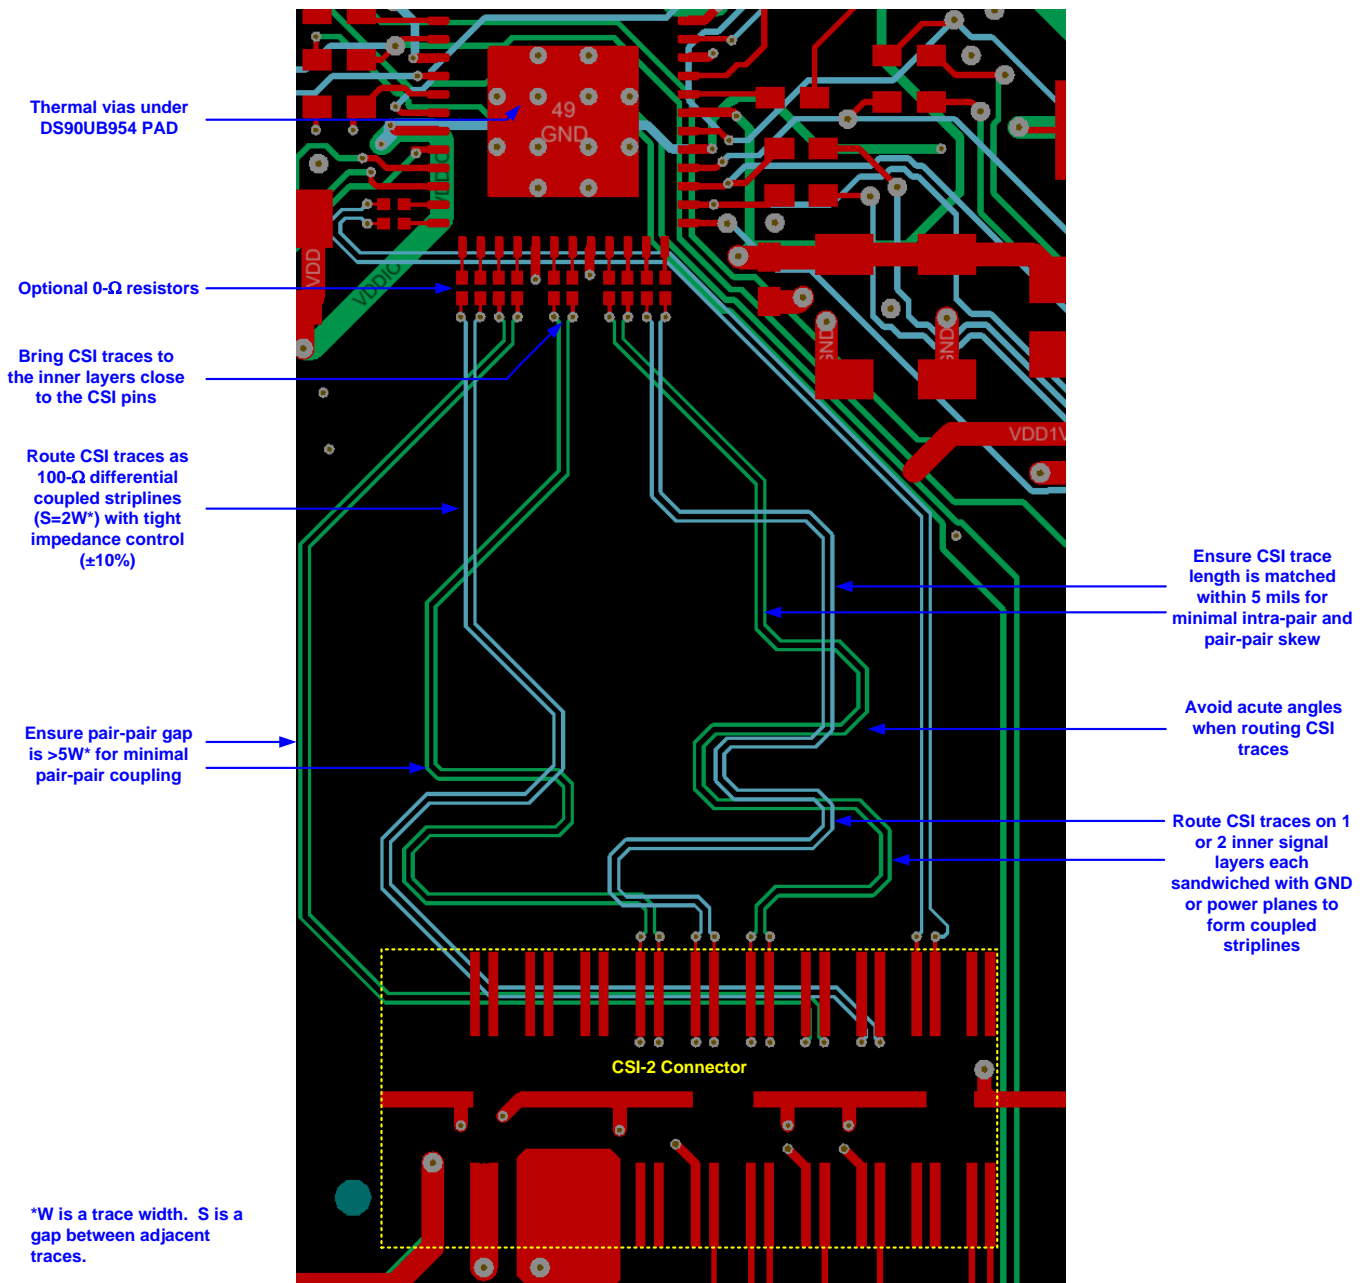 Thermal vias under
DS90UB954 PAD
Optional 0-Ω resistors
Bring CSI traces to
the inner layers close
to the CSI pins
Route CSI traces as
100-Ω differential
coupled striplines
(S=2W*) with tight
impedance control
(±10%)
Ensure pair-pair gap
is >5W* for minimal
pair-pair coupling
*W is a trace width. S is a
gap between adjacent
traces.
49
GND
VDDIO
VDD
VDDIO
GND
GND
VDD1V
CSI-2 Connector
Ensure CSI trace
length is matched
within 5 mils for
minimal intra-pair and
pair-pair skew
Avoid acute angles
when routing CSI
traces
Route CSI traces on 1
or 2 inner signal
layers each
sandwiched with GND
or power planes to
form coupled
striplines